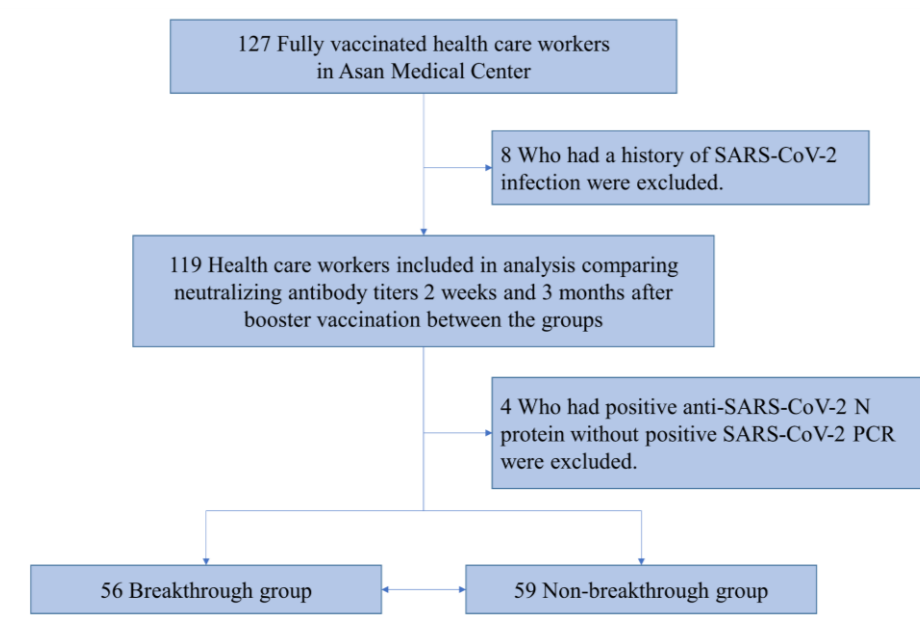 127 Fully vaccinated health care workers
in Asan Medical Center
8 Who had a history of SARS-CoV-2
infection were excluded.
119 Health care workers included in analysis comparing
neutralizing antibody titers 2 weeks and 3 months after
booster vaccination between the groups
4 Who had positive anti-SARS-CoV-2 N
protein without positive SARS-CoV-2 PCR
were excluded.
56 Breakthrough group
59 Non-breakthrough group